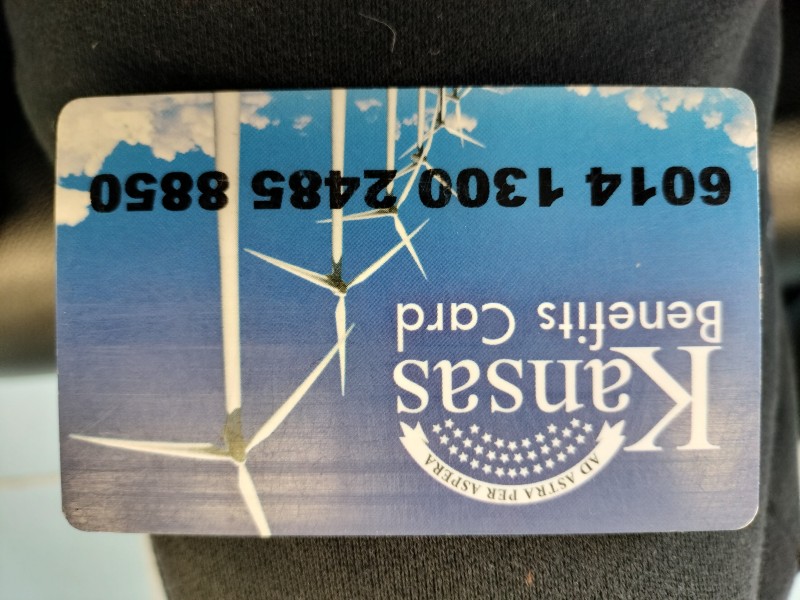 AD ASTRA PER ASPERA
Kansas
Benefits Card
6014 1300 2485 8850